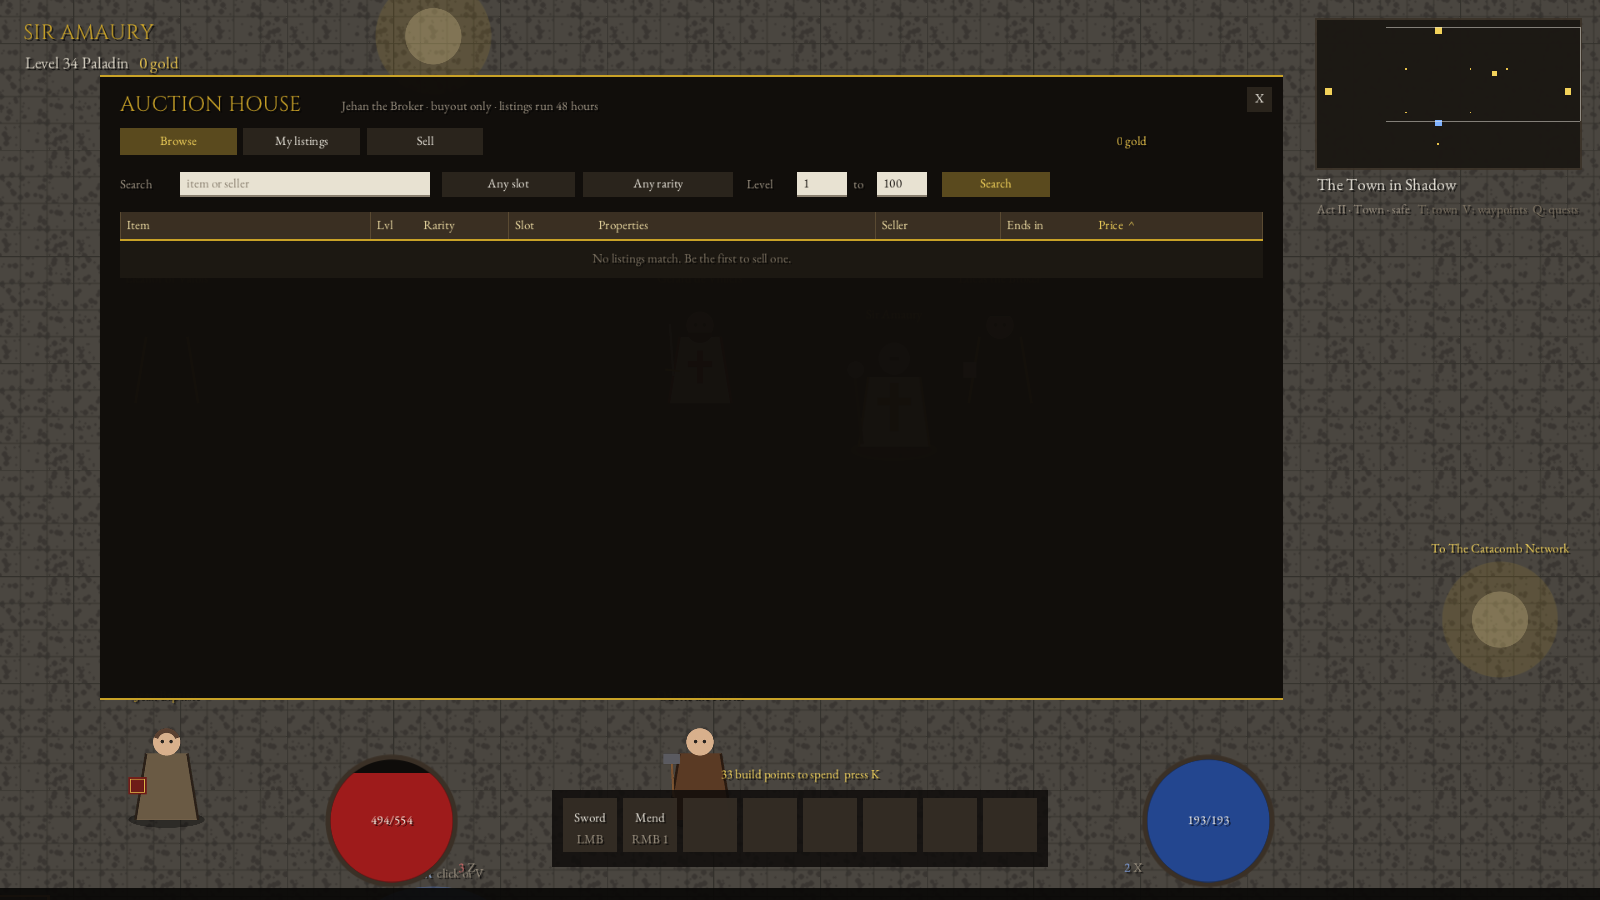 SIR AMAURY
Level 34 Paladin 0 gold
AUCTION HOUSE Jehan the Broker · buyout only · listings run 48 hours X
Browse My listings Sell 0 gold
Search item or seller Any slot Any rarity Level 1 to 100 Search
Item Lvl Rarity Slot Properties Seller Ends in Price ^
No listings match. Be the first to sell one.
The Town in Shadow
Act II · Town · safe T: town V: waypoints Q: quests
To The Catacomb Network
33 build points to spend press K
494/554
Sword Mend
LMB RMB 1
193/193
3 Z
click or V
2 X